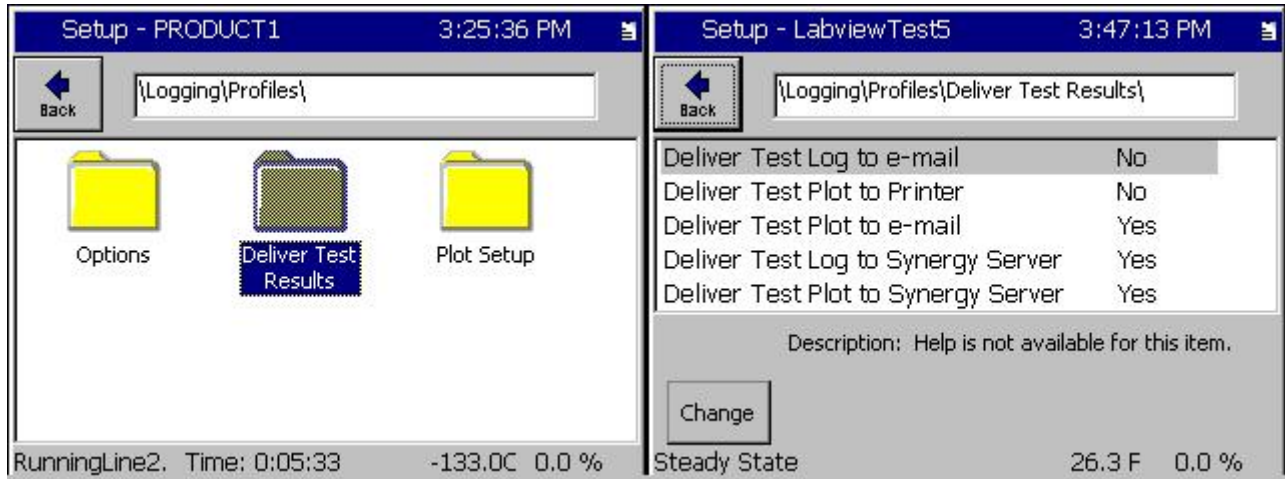 Setup - PRODUCT1 3:25:36 PM
Back \Logging\Profiles\
Options Deliver Test Results Plot Setup
RunningLine2. Time: 0:05:33 -133.0C 0.0 %
Setup - LabviewTest5 3:47:13 PM
Back \Logging\Profiles\Deliver Test Results\
Deliver Test Log to e-mail No
Deliver Test Plot to Printer No
Deliver Test Plot to e-mail Yes
Deliver Test Log to Synergy Server Yes
Deliver Test Plot to Synergy Server Yes
Description: Help is not available for this item.
Change
Steady State 26.3 F 0.0 %